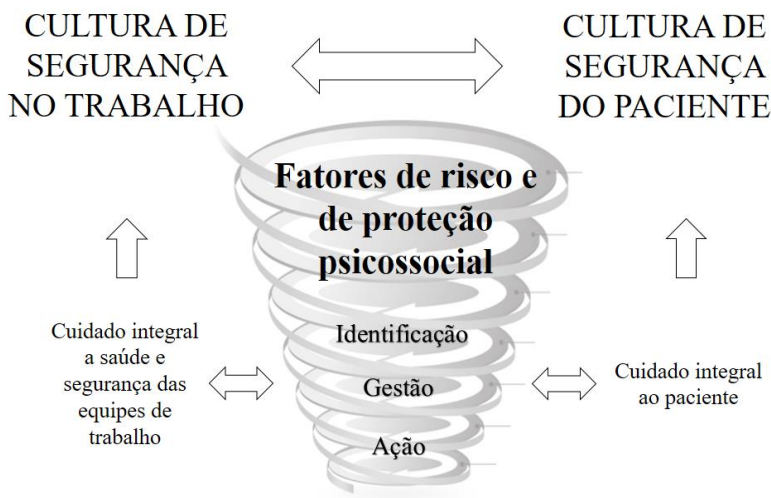 CULTURA DE
SEGURANÇA
NO TRABALHO
CULTURA DE
SEGURANÇA
DO PACIENTE
Fatores de risco e
de proteção
psicossocial
Identificação
Gestão
Ação
Cuidado integral
a saúde e
segurança das
equipes de
trabalho
Cuidado integral
ao paciente